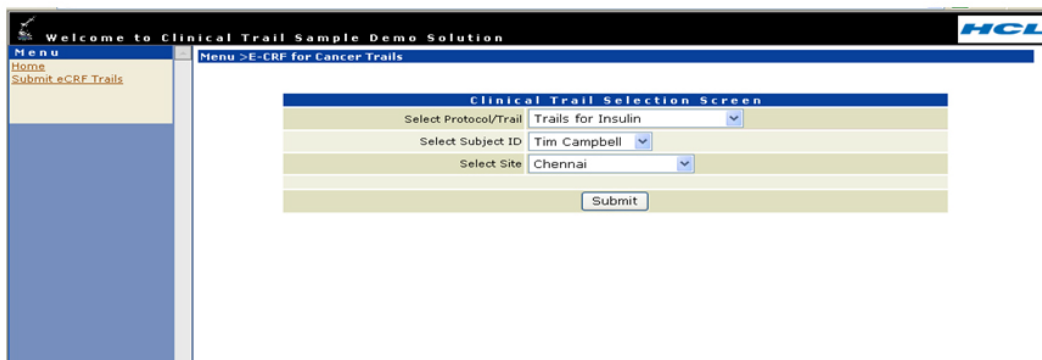 Welcome to Clinical Trail Sample Demo Solution
HCL
Menu
Home
Submit eCRF Trails
Menu >E-CRF for Cancer Trails
Clinical Trail Selection Screen
Select Protocol/Trail Trails for Insulin
Select Subject ID Tim Campbell
Select Site Chennai
Submit